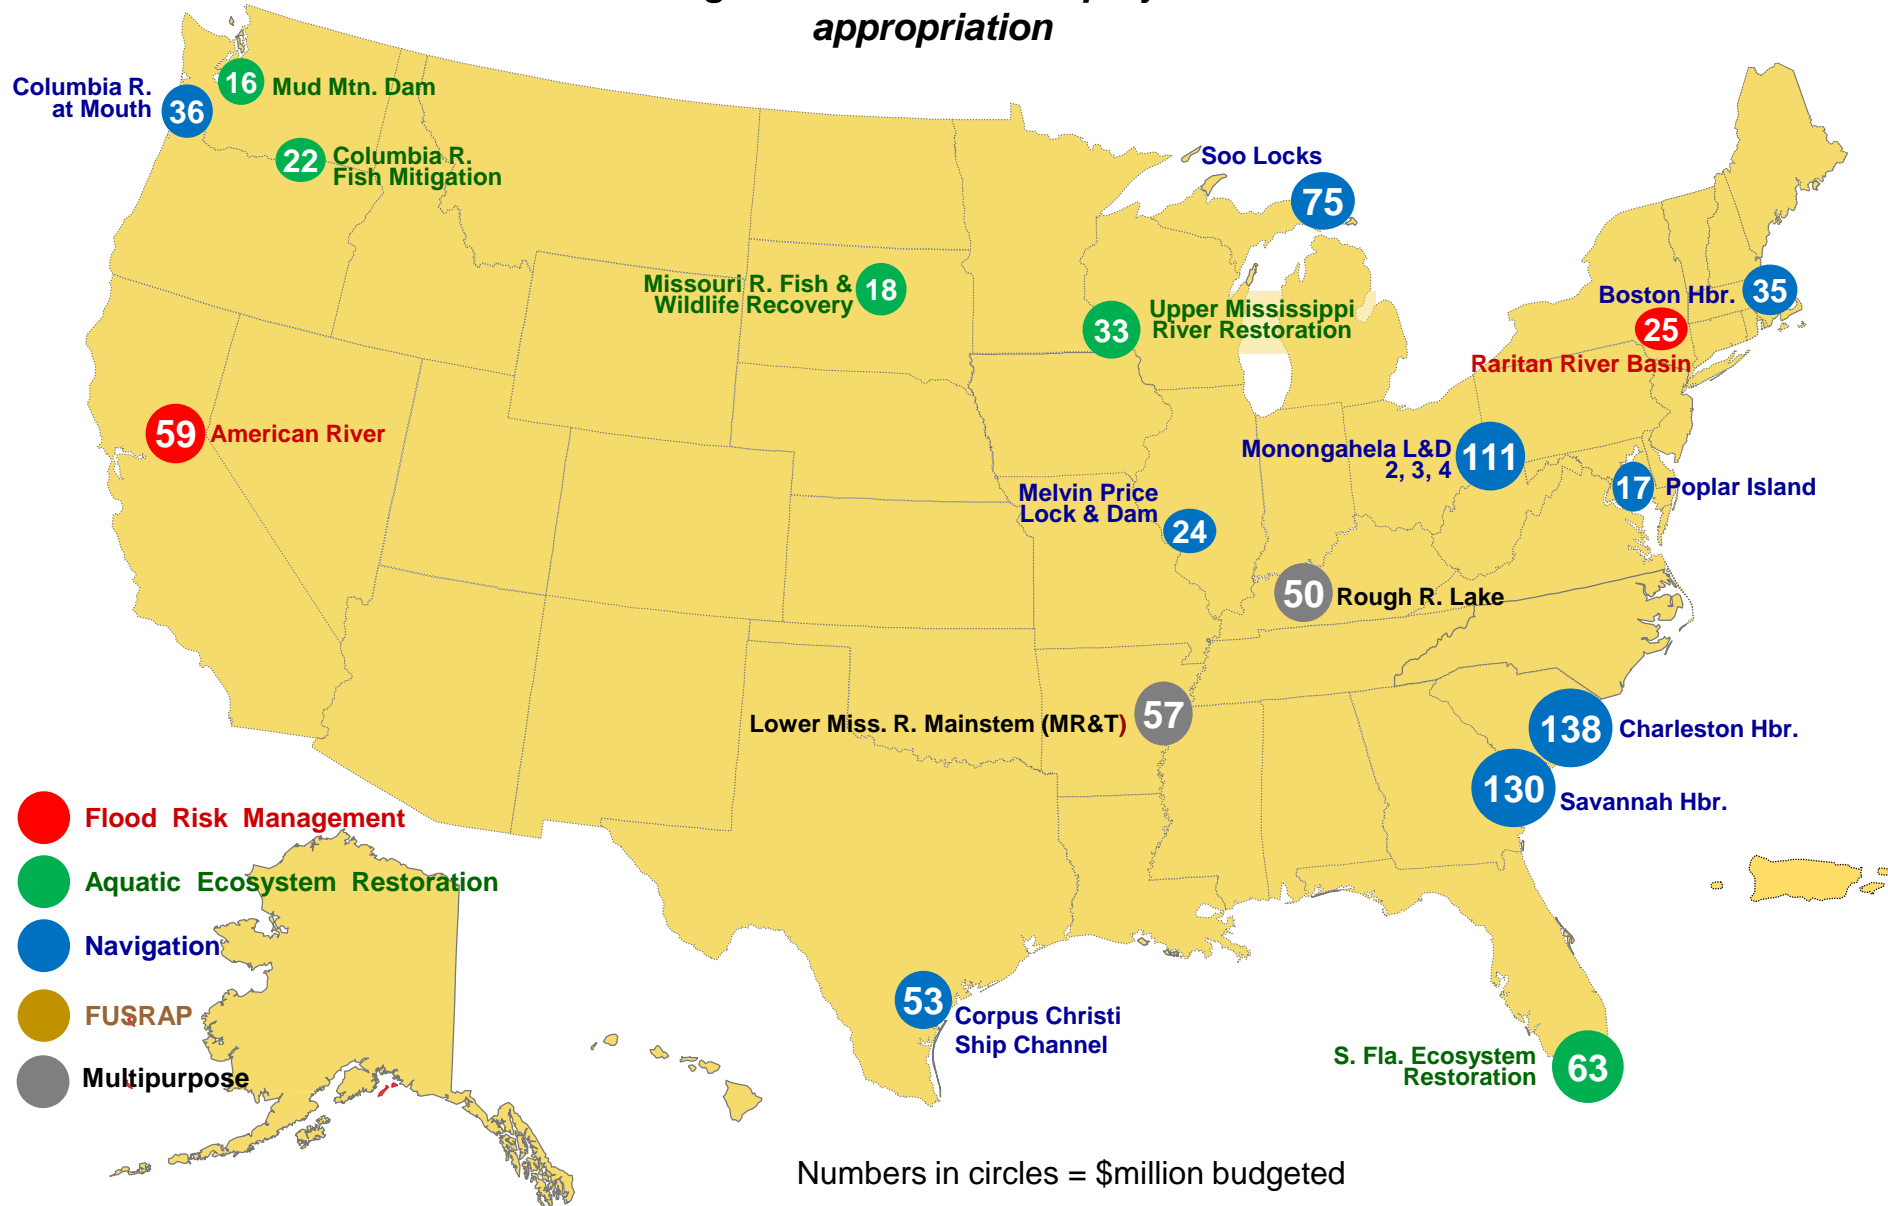 appropriation
Columbia R.
at Mouth
36
16
Mud Mtn. Dam
22
Columbia R.
Fish Mitigation
Soo Locks
75
Missouri R. Fish &
Wildlife Recovery
18
33
Upper Mississippi
River Restoration
Boston Hbr.
35
25
Raritan River Basin
59
American River
Monongahela L&D
2, 3, 4
111
17
Poplar Island
Melvin Price
Lock & Dam
24
50
Rough R. Lake
Lower Miss. R. Mainstem (MR&T)
57
138
Charleston Hbr.
130
Savannah Hbr.
Flood Risk Management
Aquatic Ecosystem Restoration
Navigation
FUSRAP
Multipurpose
53
Corpus Christi
Ship Channel
S. Fla. Ecosystem
Restoration
63
Numbers in circles = $million budgeted